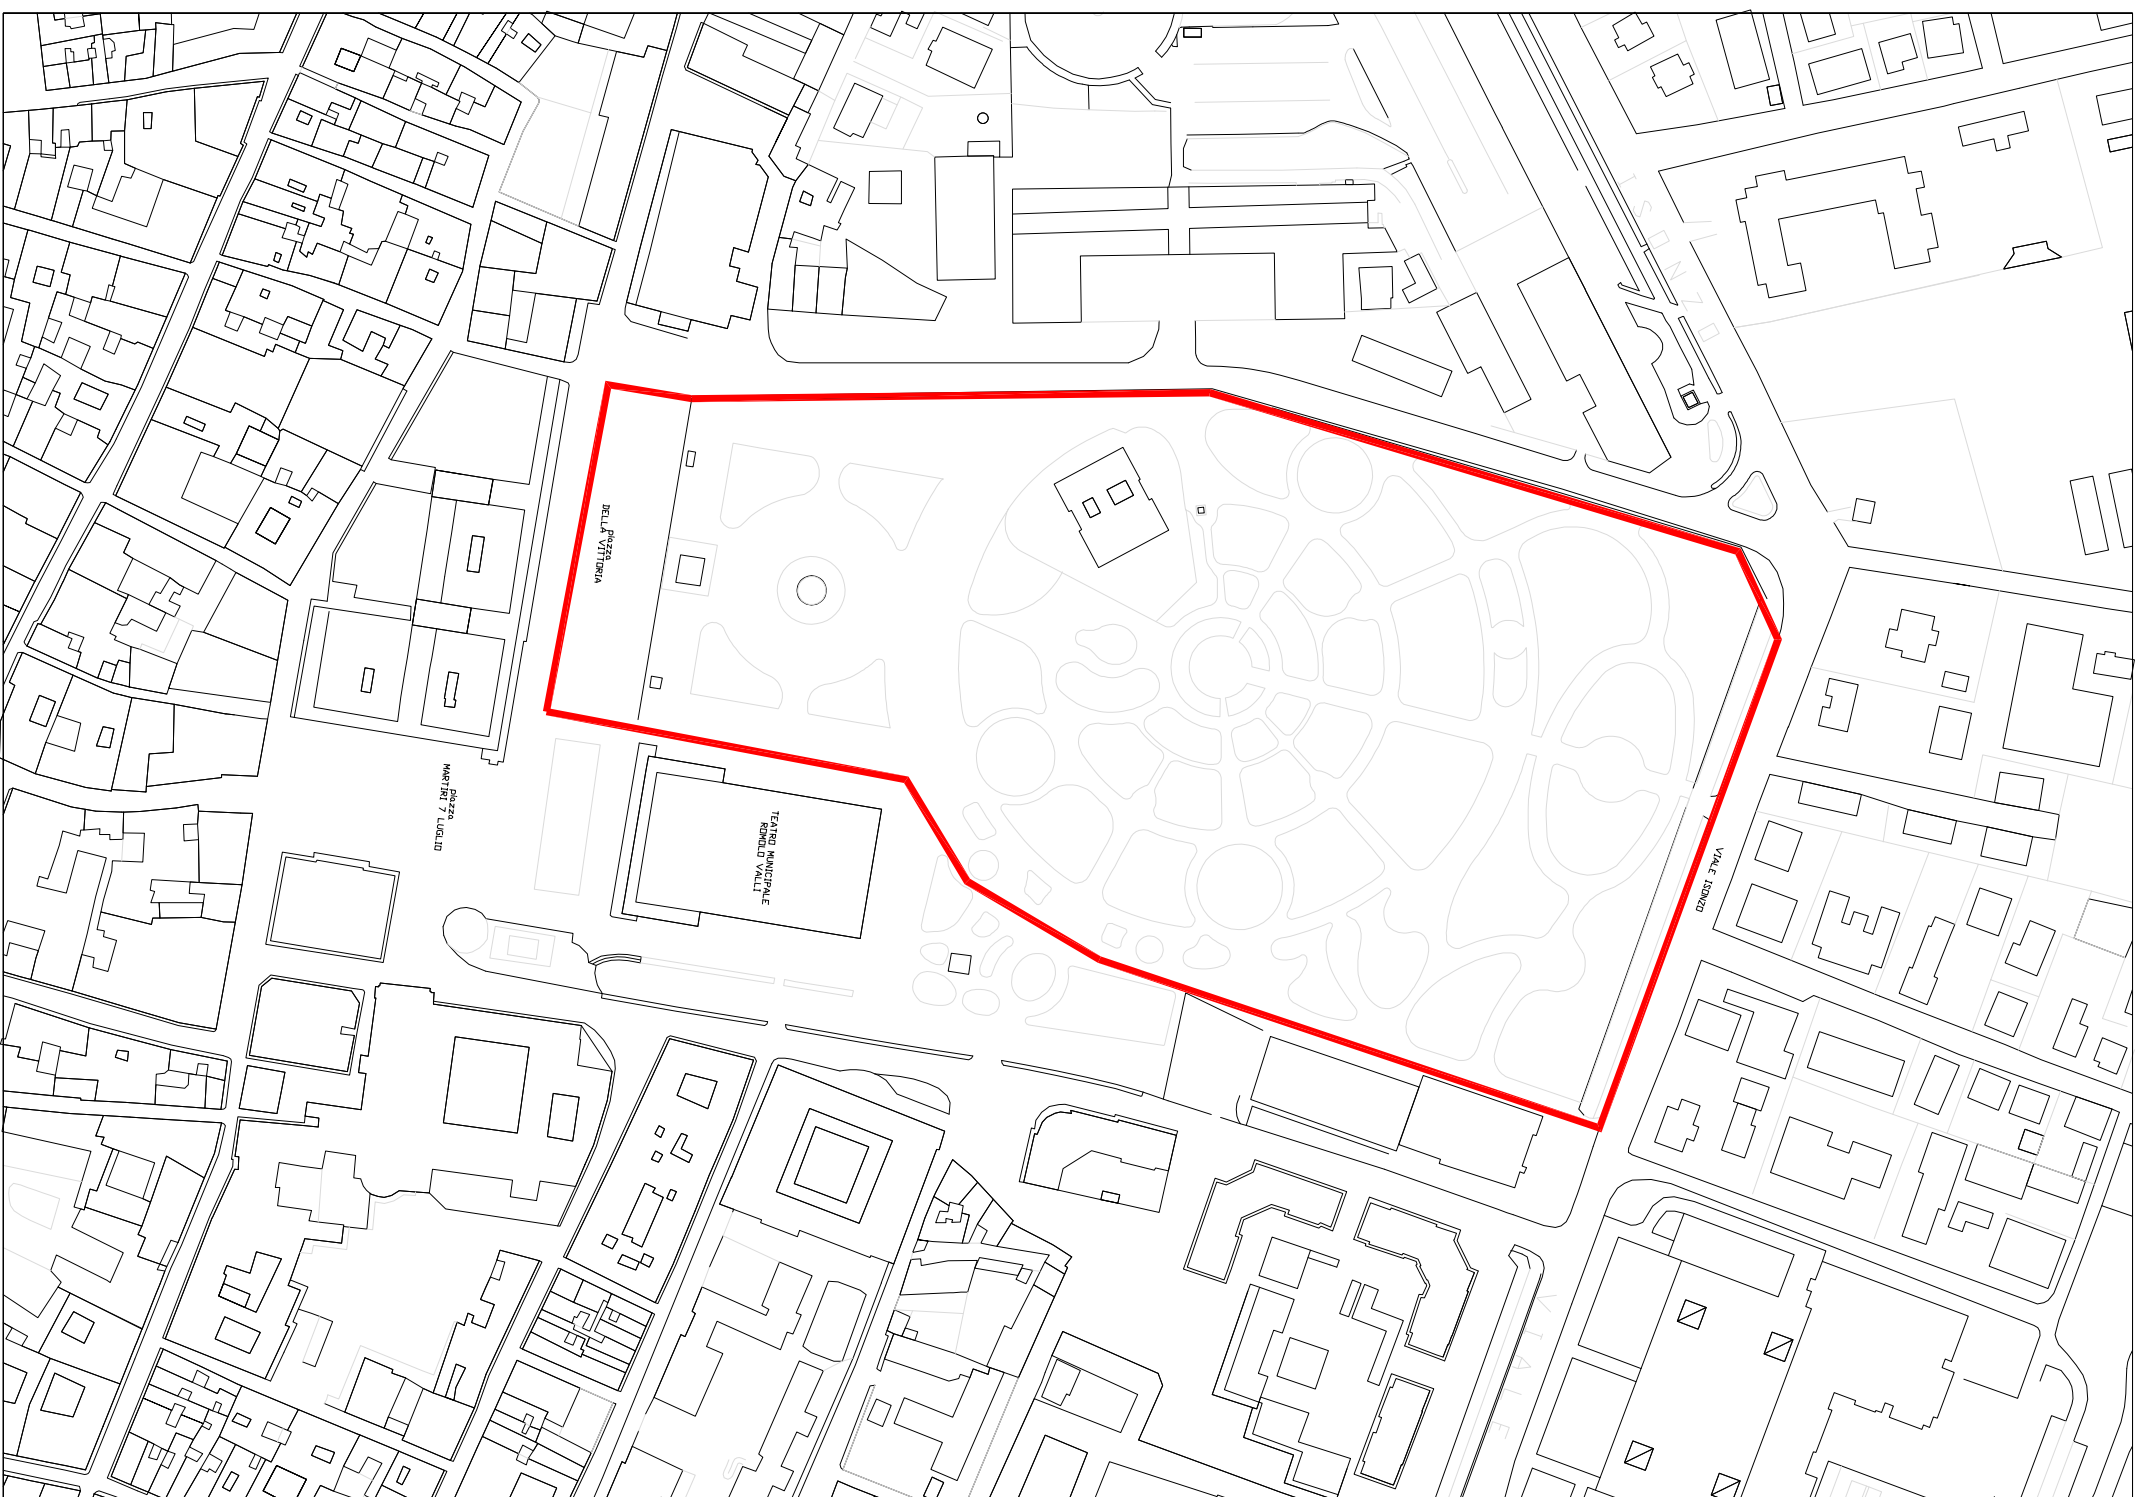 piazza
DELLA VITTORIA
piazza
MARTIRI 7 LUGLIO
TEATRO MUNICIPALE
ROMOLO VALLI
VIALE ISONZO